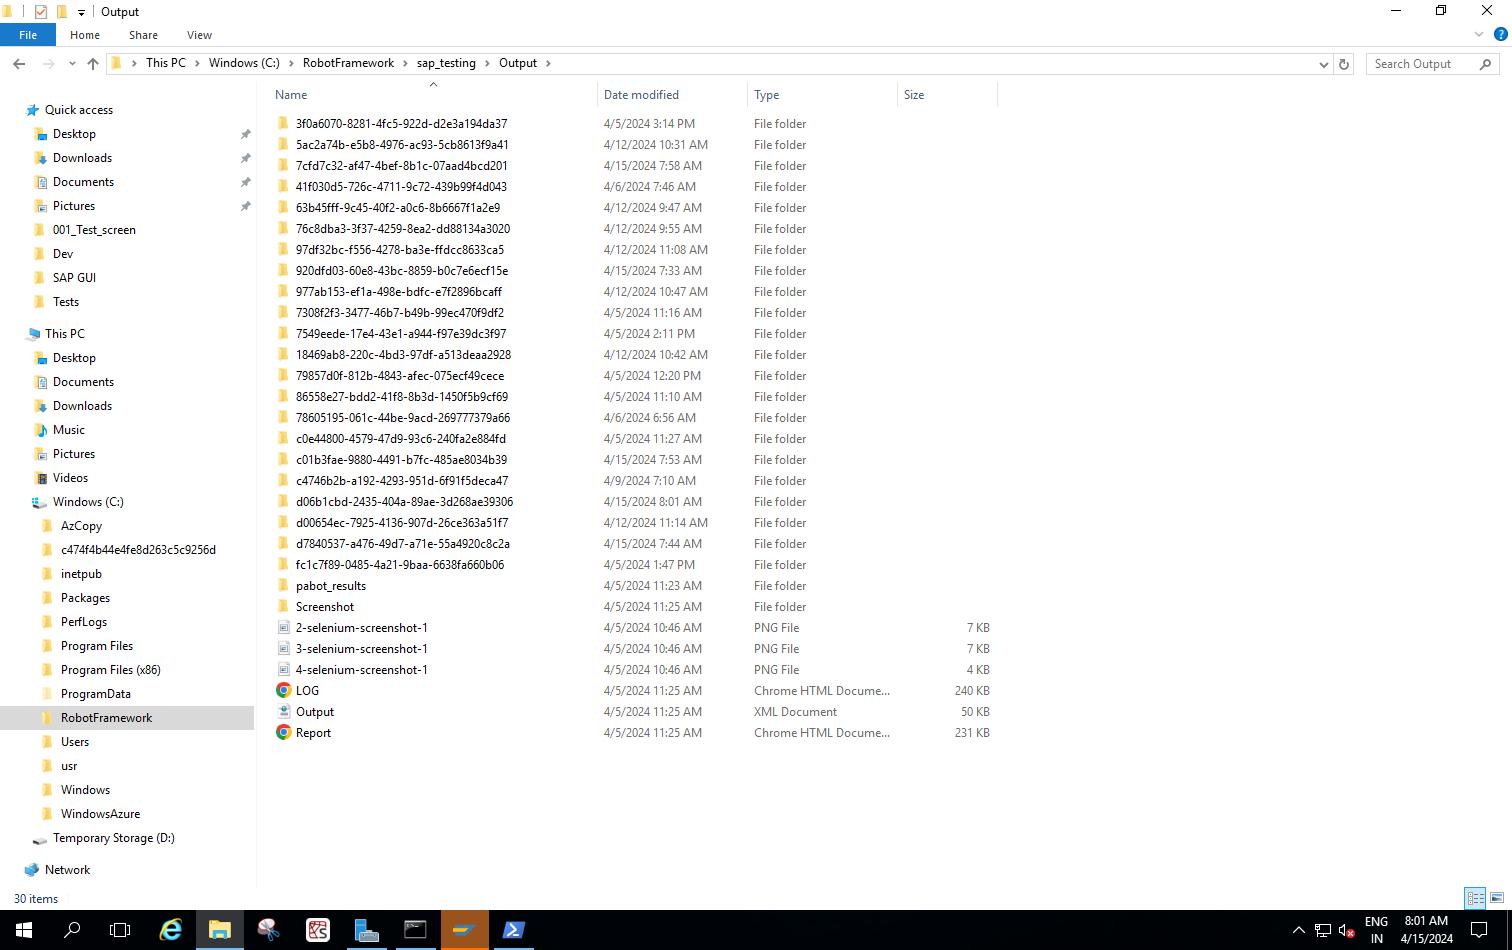 Output
File Home Share View
This PC Windows (C:) RobotFramework sap_testing Output Search Output
Name Date modified Type Size
Quick access
Desktop
Downloads
Documents
Pictures
001_Test_screen
Dev
SAP GUI
Tests
This PC
Desktop
Documents
Downloads
Music
Pictures
Videos
Windows (C:)
AzCopy
c474f4b44e4fe8d263c5c9256d
inetpub
Packages
PerfLogs
Program Files
Program Files (x86)
ProgramData
RobotFramework
Users
usr
Windows
WindowsAzure
Temporary Storage (D:)
Network
3f0a6070-8281-4fc5-922d-d2e3a194da37 4/5/2024 3:14 PM File folder
5ac2a74b-e5b8-4976-ac93-5cb8613f9a41 4/12/2024 10:31 AM File folder
7cfd7c32-af47-4bef-8b1c-07aad4bcd201 4/15/2024 7:58 AM File folder
41f030d5-726c-4711-9c72-439b99f4d043 4/6/2024 7:46 AM File folder
63b45fff-9c45-40f2-a0c6-8b6667f1a2e9 4/12/2024 9:47 AM File folder
76c8dba3-3f37-4259-8ea2-dd88134a3020 4/12/2024 9:55 AM File folder
97df32bc-f556-4278-ba3e-ffdcc8633ca5 4/12/2024 11:08 AM File folder
920dfd03-60e8-43bc-8859-b0c7e6ecf15e 4/15/2024 7:33 AM File folder
977ab153-ef1a-498e-bdfc-e7f2896bcaff 4/12/2024 10:47 AM File folder
7308f2f3-3477-46b7-b49b-99ec470f9df2 4/5/2024 11:16 AM File folder
7549eede-17e4-43e1-a944-f97e39dc3f97 4/5/2024 2:11 PM File folder
18469ab8-220c-4bd3-97df-a513deaa2928 4/12/2024 10:42 AM File folder
79857d0f-812b-4843-afec-075ecf49cece 4/5/2024 12:20 PM File folder
86558e27-bdd2-41f8-8b3d-1450f5b9cf69 4/5/2024 11:10 AM File folder
78605195-061c-44be-9acd-269777379a66 4/6/2024 6:56 AM File folder
c0e44800-4579-47d9-93c6-240fa2e884fd 4/5/2024 11:27 AM File folder
c01b3fae-9880-4491-b7fc-485ae8034b39 4/15/2024 7:53 AM File folder
c4746b2b-a192-4293-951d-6f91f5deca47 4/9/2024 7:10 AM File folder
d06b1cbd-2435-404a-89ae-3d268ae39306 4/15/2024 8:01 AM File folder
d00654ec-7925-4136-907d-26ce363a51f7 4/12/2024 11:14 AM File folder
d7840537-a476-49d7-a71e-55a4920c8c2a 4/15/2024 7:44 AM File folder
fc1c7f89-0485-4a21-9baa-6638fa660b06 4/5/2024 1:47 PM File folder
pabot_results 4/5/2024 11:23 AM File folder
Screenshot 4/5/2024 11:25 AM File folder
2-selenium-screenshot-1 4/5/2024 10:46 AM PNG File 7 KB
3-selenium-screenshot-1 4/5/2024 10:46 AM PNG File 7 KB
4-selenium-screenshot-1 4/5/2024 10:46 AM PNG File 4 KB
LOG 4/5/2024 11:25 AM Chrome HTML Docume... 240 KB
Output 4/5/2024 11:25 AM XML Document 50 KB
Report 4/5/2024 11:25 AM Chrome HTML Docume... 231 KB
30 items
ENG 8:01 AM
IN 4/15/2024